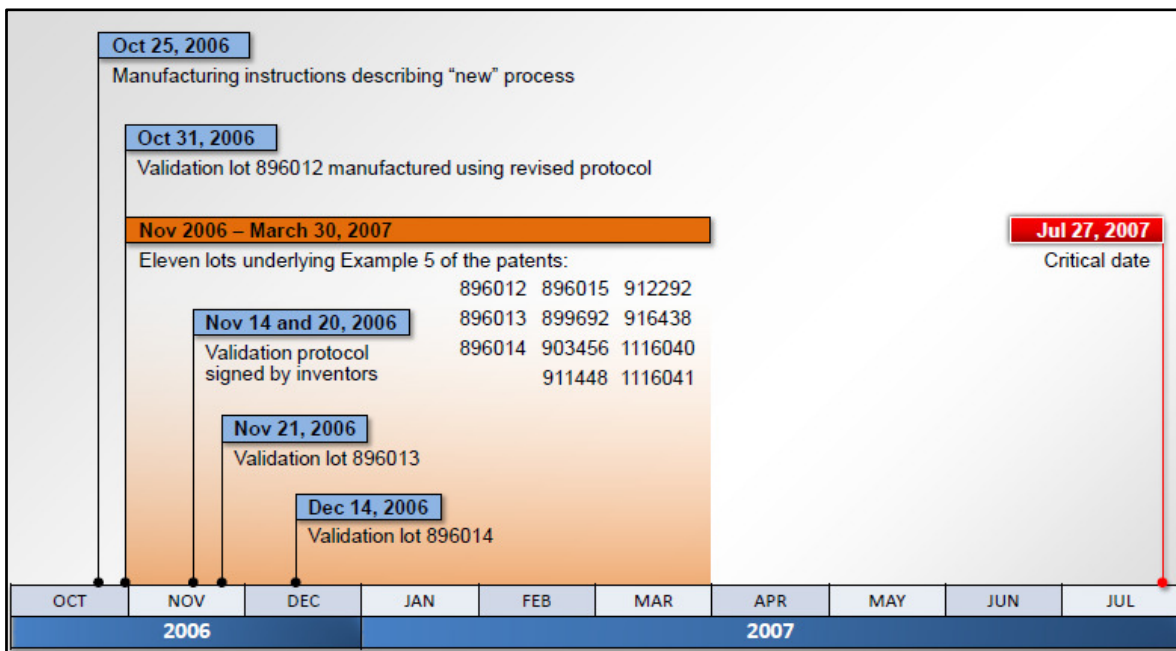 Oct 25, 2006
Manufacturing instructions describing “new” process
Oct 31, 2006
Validation lot 896012 manufactured using revised protocol
Nov 2006 – March 30, 2007
Jul 27, 2007
Eleven lots underlying Example 5 of the patents:
Critical date
896012 896015 912292
896013 899692 916438
896014 903456 1116040
911448 1116041
Nov 14 and 20, 2006
Validation protocol
signed by inventors
Nov 21, 2006
Validation lot 896013
Dec 14, 2006
Validation lot 896014
OCT NOV DEC JAN FEB MAR APR MAY JUN JUL
2006 2007